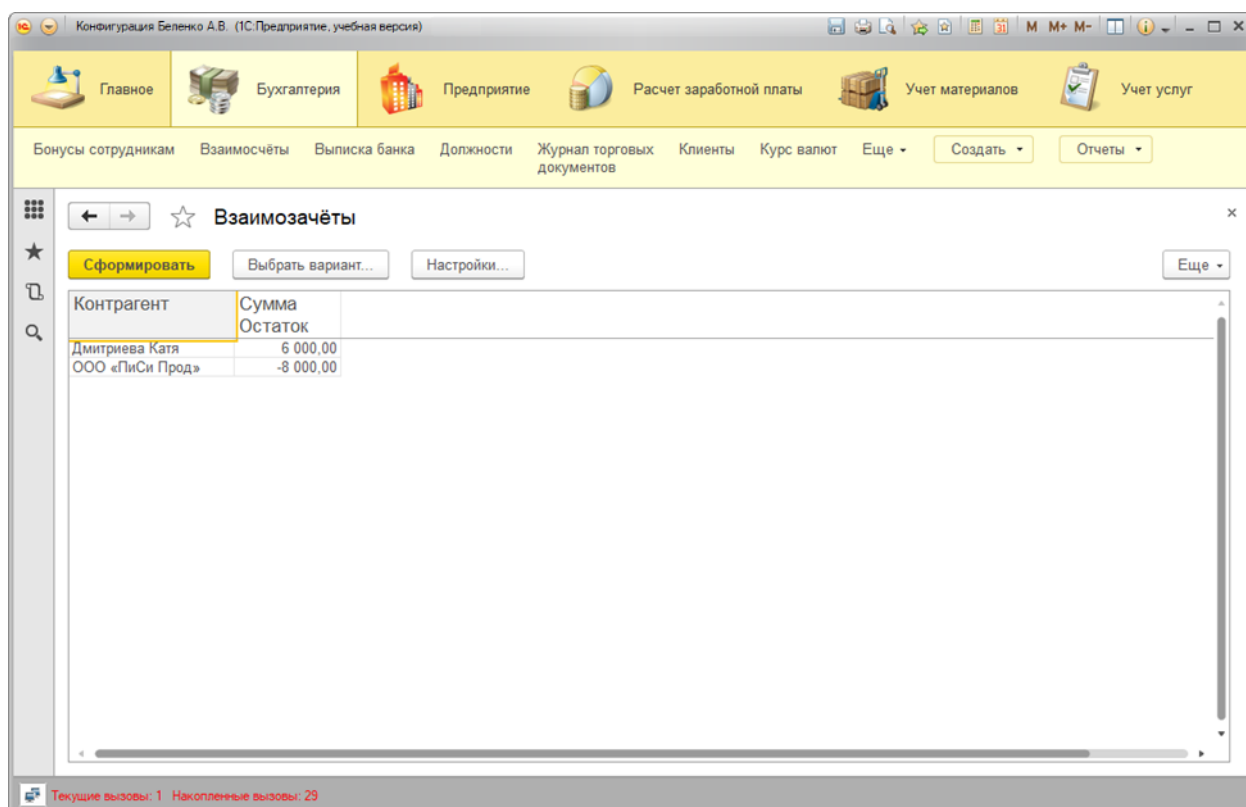 Конфигурация Беленко А.В. (1С:Предприятие, учебная версия)
M M+ M-
Главное Бухгалтерия Предприятие Расчет заработной платы Учет материалов Учет услуг
Бонусы сотрудникам Взаимосчёты Выписка банка Должности Журнал торговых документов Клиенты Курс валют Еще Создать Отчеты
Взаимозачёты
Сформировать Выбрать вариант... Настройки... Еще
Контрагент Сумма Остаток
Дмитриева Катя 6 000,00
ООО «ПиСи Прод» -8 000,00
Текущие вызовы: 1 Накопленные вызовы: 29